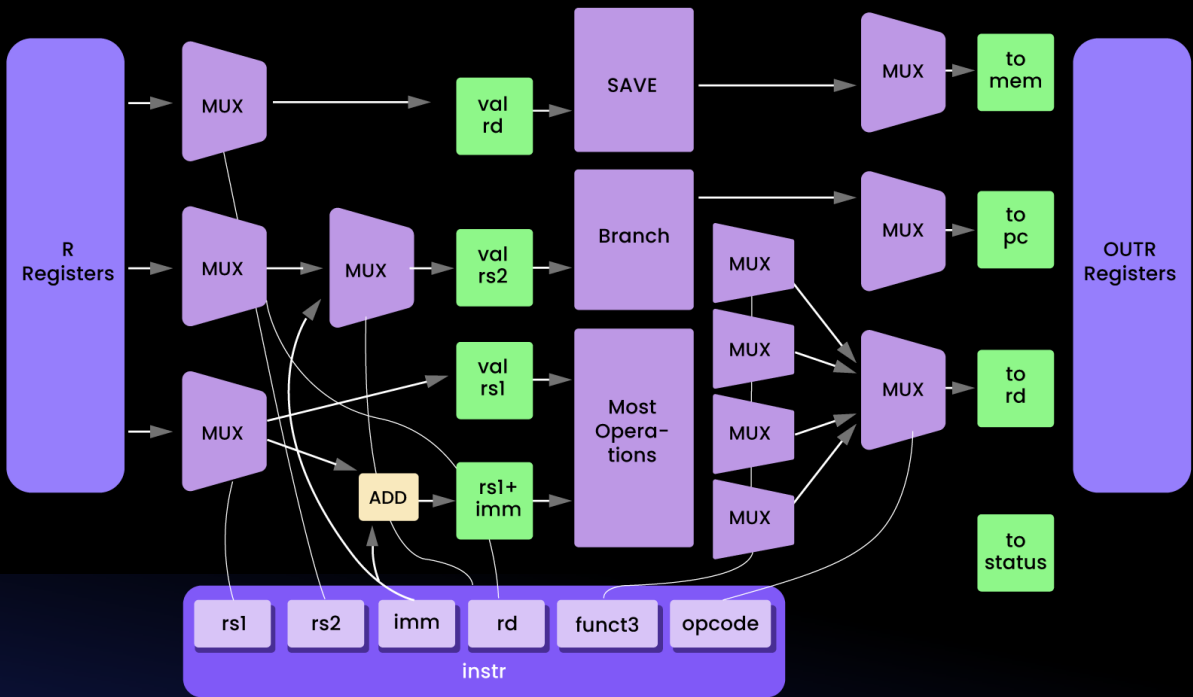 R
Registers
MUX
MUX
MUX
MUX
ADD
val
rd
val
rs2
val
rs1
rs1+
imm
SAVE
Branch
Most
Opera-
tions
MUX
MUX
MUX
MUX
MUX
MUX
MUX
to
mem
to
pc
to
rd
to
status
OUTR
Registers
rs1
rs2
imm
rd
funct3
opcode
instr